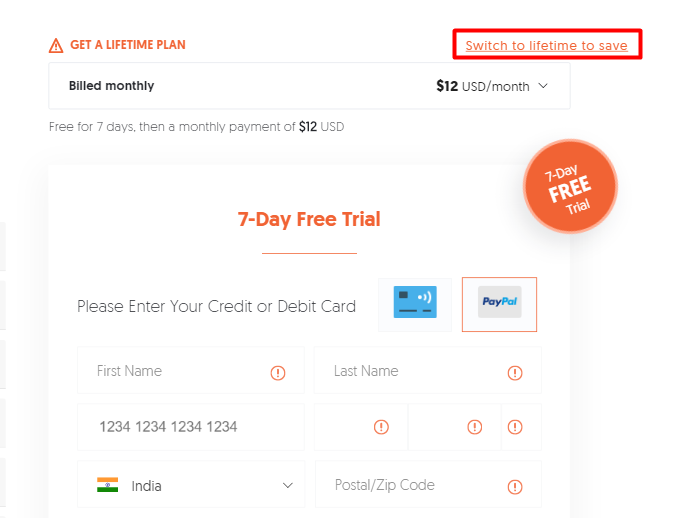 GET A LIFETIME PLAN
Switch to lifetime to save
Billed monthly
$12 USD/month
Free for 7 days, then a monthly payment of $12 USD
7-Day
FREE
Trial
7-Day Free Trial
Please Enter Your Credit or Debit Card
PayPal
First Name
Last Name
1234 1234 1234 1234
India
Postal/Zip Code